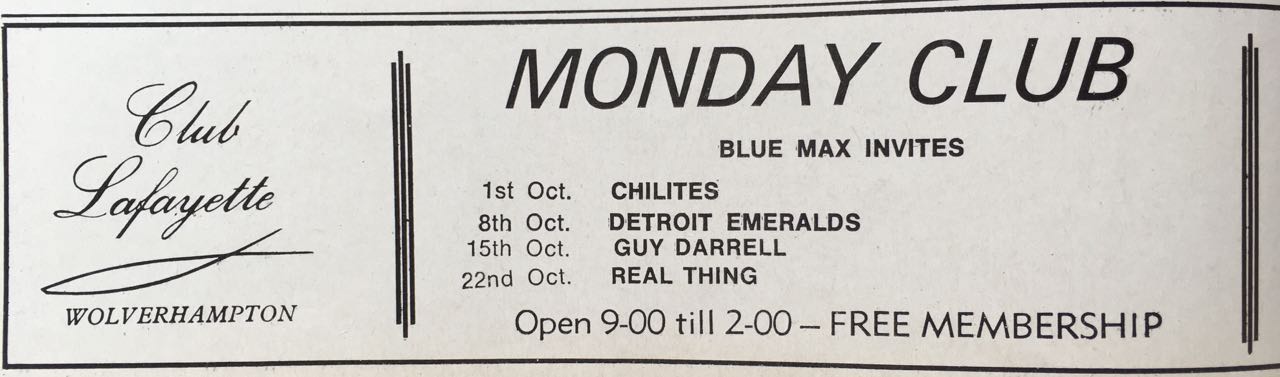 Club
Lafayette
WOLVERHAMPTON
MONDAY CLUB
BLUE MAX INVITES
1st Oct. CHILITES
8th Oct. DETROIT EMERALDS
15th Oct. GUY DARRELL
22nd Oct. REAL THING
Open 9-00 till 2-00 – FREE MEMBERSHIP